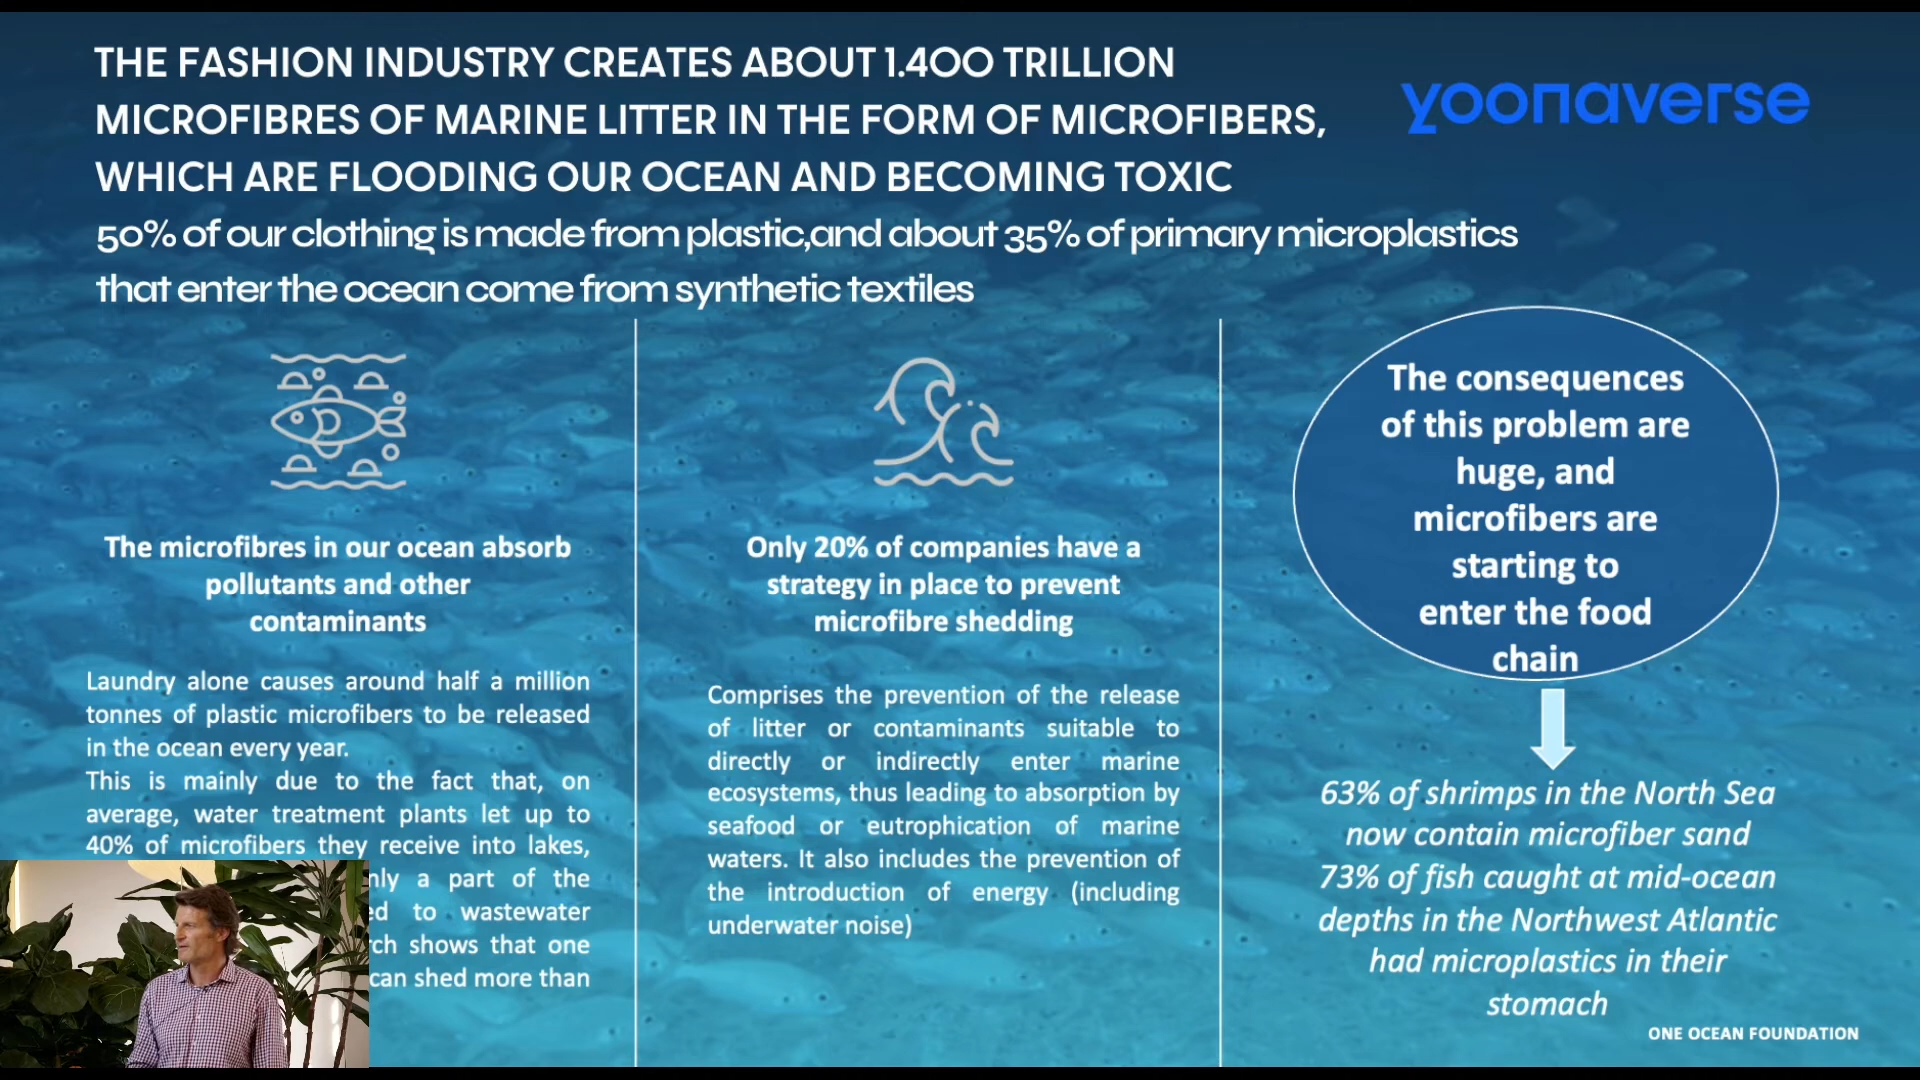 THE FASHION INDUSTRY CREATES ABOUT 1.400 TRILLION
MICROFIBRES OF MARINE LITTER IN THE FORM OF MICROFIBERS,
WHICH ARE FLOODING OUR OCEAN AND BECOMING TOXIC
50% of our clothing is made from plastic,and about 35% of primary microplastics
that enter the ocean come from synthetic textiles
yoonaverse
The microfibres in our ocean absorb
pollutants and other
contaminants
Laundry alone causes around half a million
tonnes of plastic microfibers to be released
in the ocean every year.
This is mainly due to the fact that, on
average, water treatment plants let up to
40% of microfibers they receive into lakes,
a part of the
to wastewater
shows that one
can shed more than
Only 20% of companies have a
strategy in place to prevent
microfibre shedding
Comprises the prevention of the release
of litter or contaminants suitable to
directly or indirectly enter marine
ecosystems, thus leading to absorption by
seafood or eutrophication of marine
waters. It also includes the prevention of
the introduction of energy (including
underwater noise)
The consequences
of this problem are
huge, and
microfibers are
starting to
enter the food
chain
63% of shrimps in the North Sea
now contain microfiber sand
73% of fish caught at mid-ocean
depths in the Northwest Atlantic
had microplastics in their
stomach
ONE OCEAN FOUNDATION